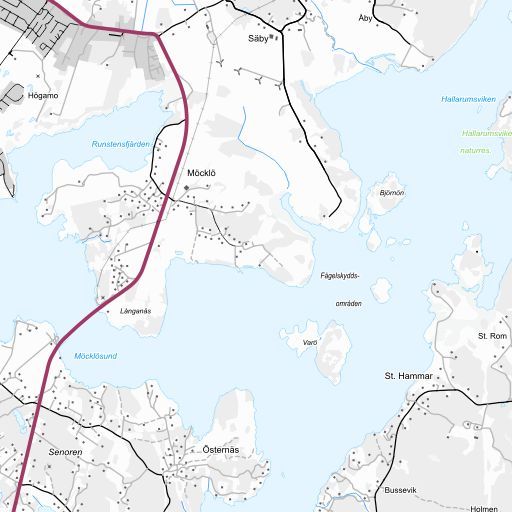 Åby
Säby
Högamo
Hallarumsviken
Hallarumsviken
naturres.
Runstensfjärden
Möcklö
Björnön
Fågelskydds-
områden
Långanäs
Varö
St. Rom
Möcklösund
St. Hammar
Senoren
Östernäs
Bussevik
Holmen